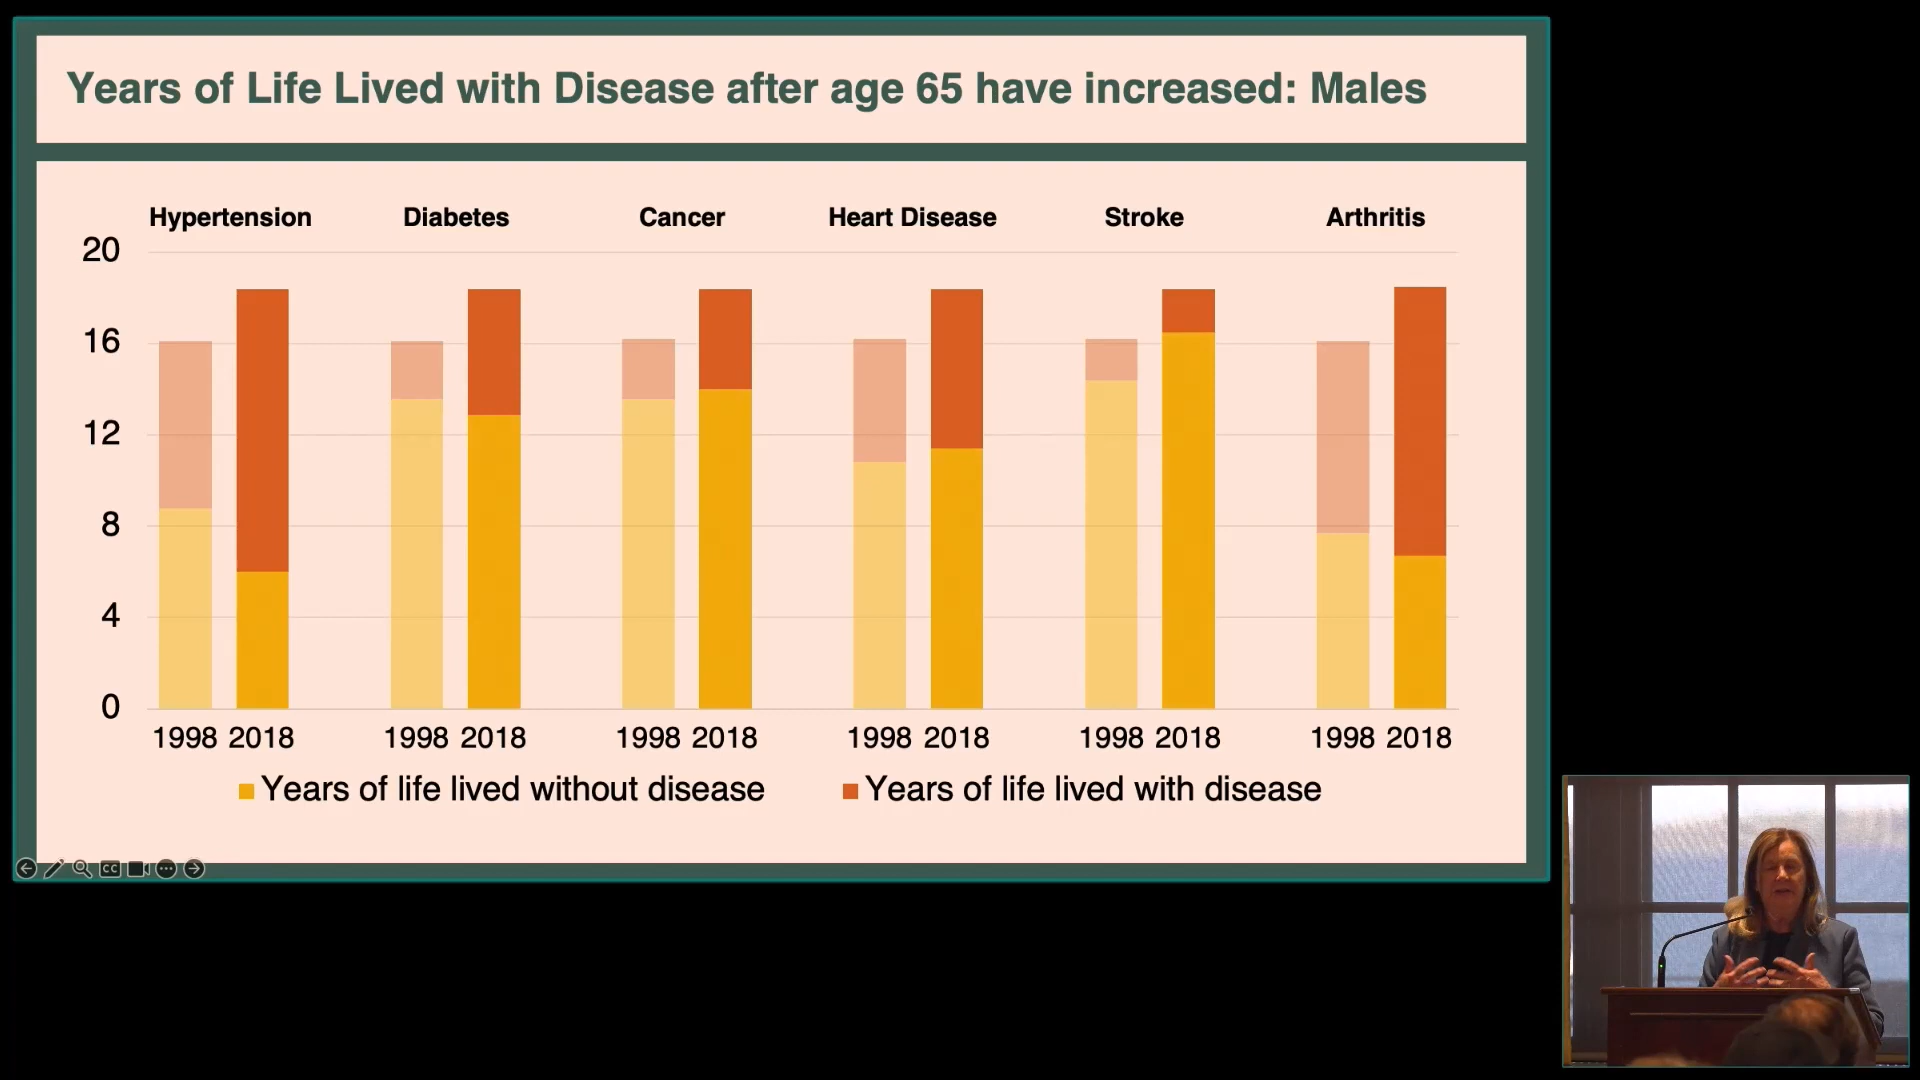 Years of Life Lived with Disease after age 65 have increased: Males
Hypertension Diabetes Cancer Heart Disease Stroke Arthritis
20
16
12
8
4
0
1998 2018 1998 2018 1998 2018 1998 2018 1998 2018 1998 2018
Years of life lived without disease Years of life lived with disease
CC